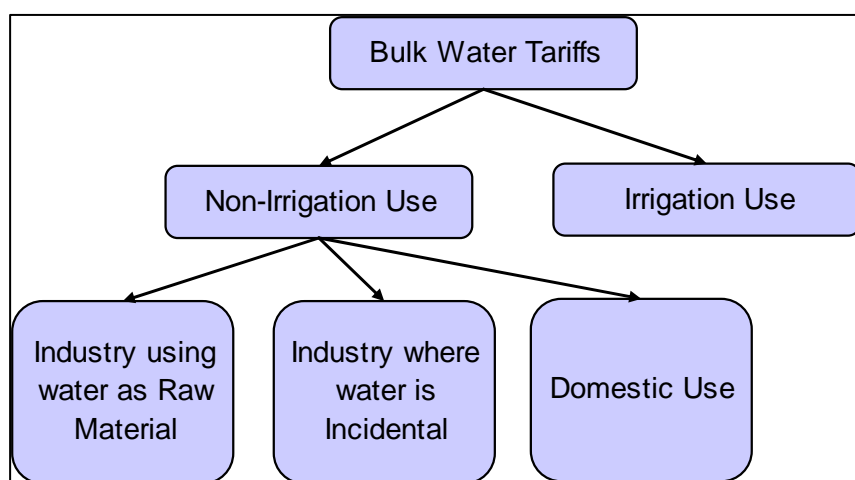 Bulk Water Tariffs
Non-Irrigation Use
Irrigation Use
Industry using
water as Raw
Material
Industry where
water is
Incidental
Domestic Use